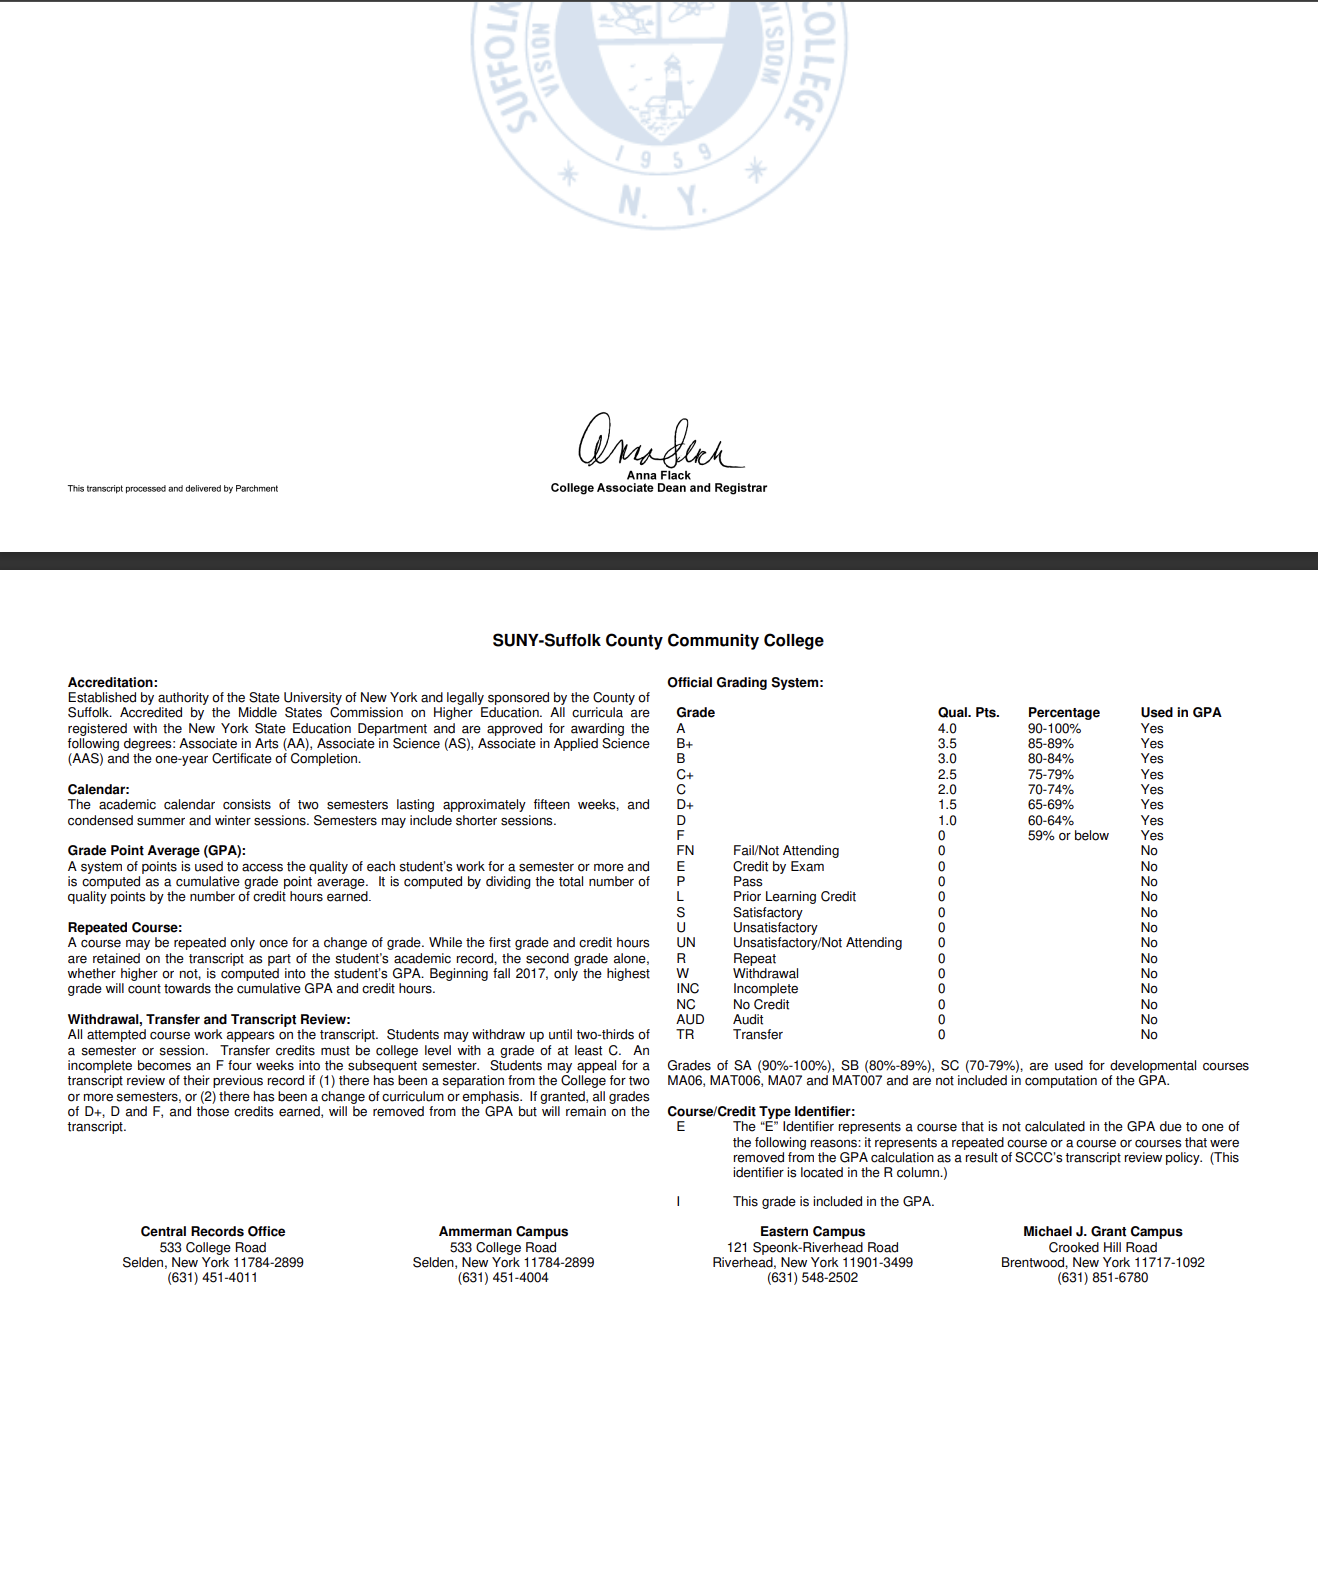 SUFFOLK
COLLEGE
VISION
WISDOM
1959
N. Y.
Anna Flack
This transcript processed and delivered by Parchment
College Associate Dean and Registrar
SUNY-Suffolk County Community College
Accreditation:
Established by authority of the State University of New York and legally sponsored by the County of
Suffolk. Accredited by the Middle States Commission on Higher Education. All curricula are
registered with the New York State Education Department and are approved for awarding the
following degrees: Associate in Arts (AA), Associate in Science (AS), Associate in Applied Science
(AAS) and the one-year Certificate of Completion.
Calendar:
The academic calendar consists of two semesters lasting approximately fifteen weeks, and
condensed summer and winter sessions. Semesters may include shorter sessions.
Grade Point Average (GPA):
A system of points is used to access the quality of each student's work for a semester or more and
is computed as a cumulative grade point average. It is computed by dividing the total number of
quality points by the number of credit hours earned.
Repeated Course:
A course may be repeated only once for a change of grade. While the first grade and credit hours
are retained on the transcript as part of the student's academic record, the second grade alone,
whether higher or not, is computed into the student's GPA. Beginning fall 2017, only the highest
grade will count towards the cumulative GPA and credit hours.
Withdrawal, Transfer and Transcript Review:
All attempted course work appears on the transcript. Students may withdraw up until two-thirds of
a semester or session. Transfer credits must be college level with a grade of at least C. An
incomplete becomes an F four weeks into the subsequent semester. Students may appeal for a
transcript review of their previous record if (1) there has been a separation from the College for two
or more semesters, or (2) there has been a change of curriculum or emphasis. If granted, all grades
of D+, D and F, and those credits earned, will be removed from the GPA but will remain on the
transcript.
Official Grading System:
Grade Qual. Pts. Percentage Used in GPA
A 4.0 90-100% Yes
B+ 3.5 85-89% Yes
B 3.0 80-84% Yes
C+ 2.5 75-79% Yes
C 2.0 70-74% Yes
D+ 1.5 65-69% Yes
D 1.0 60-64% Yes
F 0 59% or below Yes
FN Fail/Not Attending 0 No
E Credit by Exam 0 No
P Pass 0 No
L Prior Learning Credit 0 No
S Satisfactory 0 No
U Unsatisfactory 0 No
UN Unsatisfactory/Not Attending 0 No
R Repeat 0 No
W Withdrawal 0 No
INC Incomplete 0 No
NC No Credit 0 No
AUD Audit 0 No
TR Transfer 0 No
Grades of SA (90%-100%), SB (80%-89%), SC (70-79%), are used for developmental courses
MA06, MAT006, MA07 and MAT007 and are not included in computation of the GPA.
Course/Credit Type Identifier:
E The “E” Identifier represents a course that is not calculated in the GPA due to one of
the following reasons: it represents a repeated course or a course or courses that were
removed from the GPA calculation as a result of SCCC's transcript review policy. (This
identifier is located in the R column.)
I This grade is included in the GPA.
Central Records Office
533 College Road
Selden, New York 11784-2899
(631) 451-4011
Ammerman Campus
533 College Road
Selden, New York 11784-2899
(631) 451-4004
Eastern Campus
121 Speonk-Riverhead Road
Riverhead, New York 11901-3499
(631) 548-2502
Michael J. Grant Campus
Crooked Hill Road
Brentwood, New York 11717-1092
(631) 851-6780